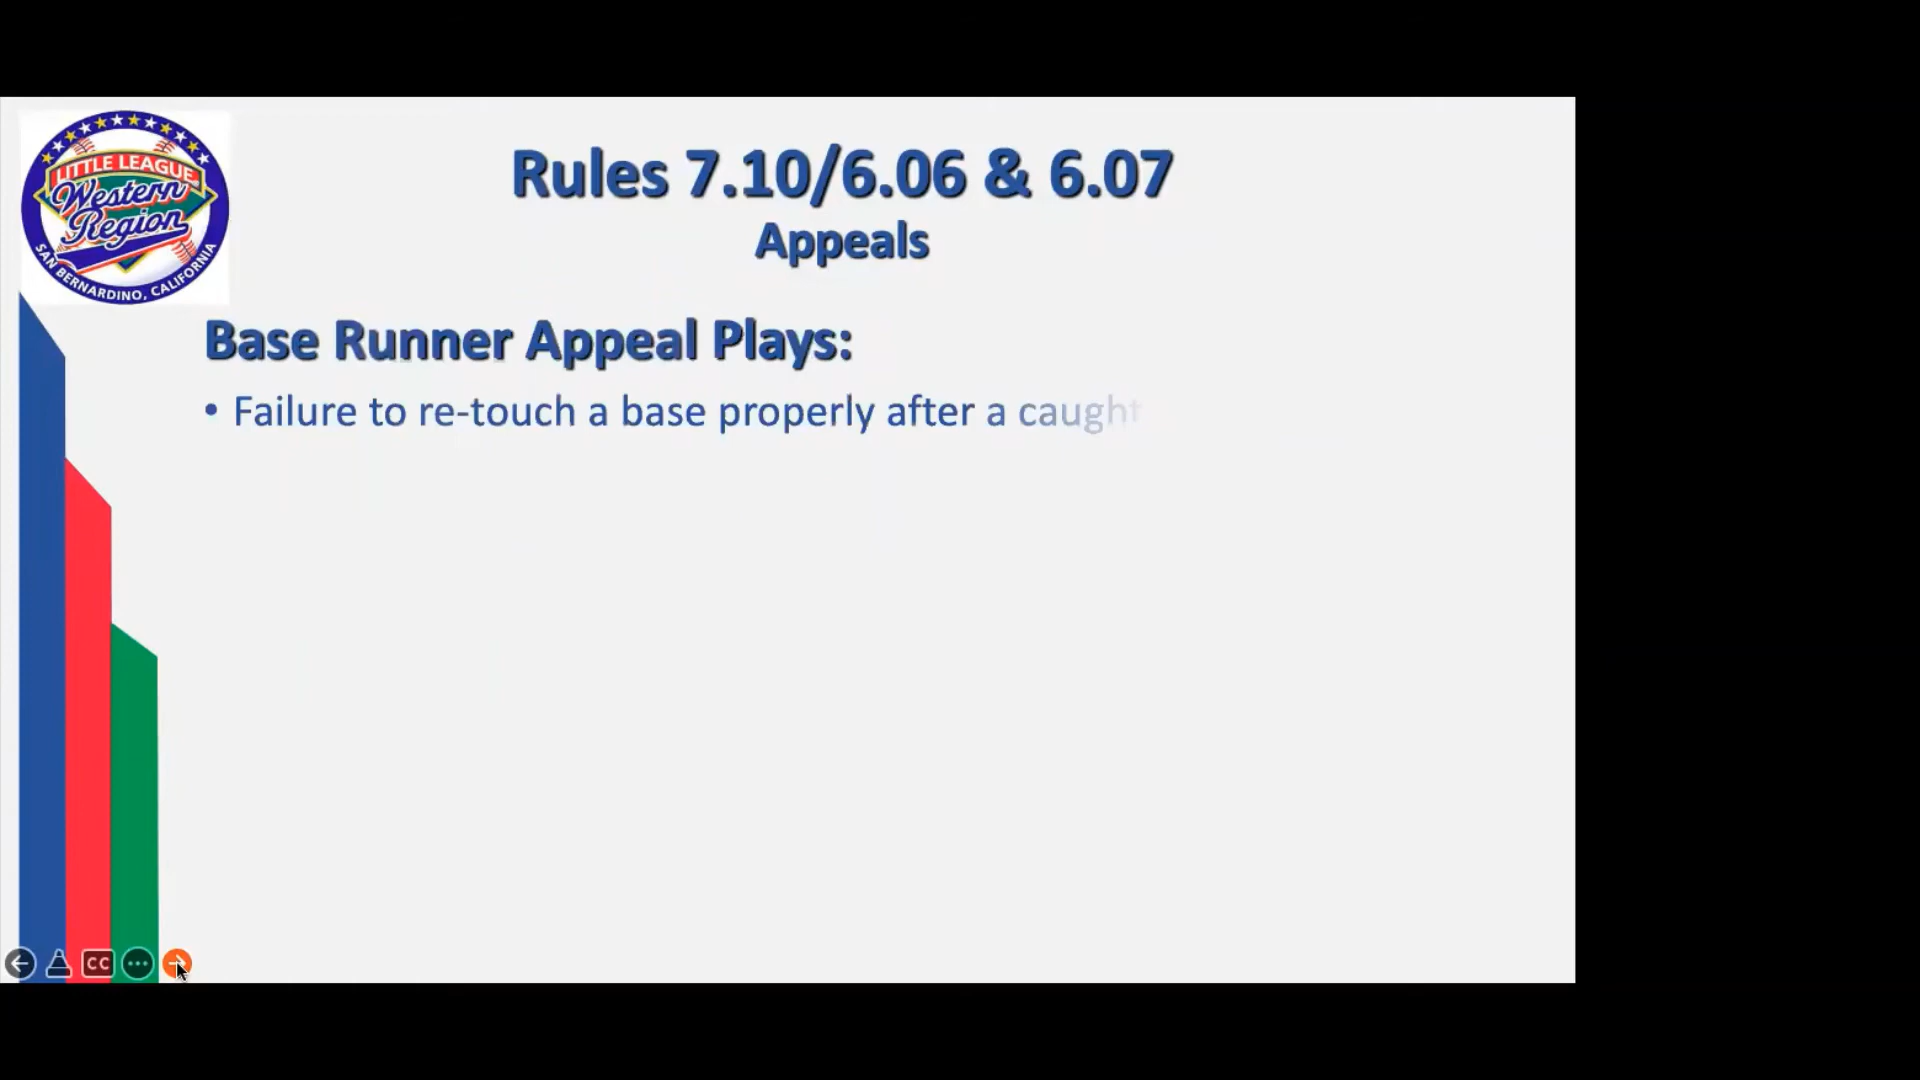 LITTLE LEAGUE
Western
Region
SAN BERNARDINO, CALIFORNIA
Rules 7.10/6.06 & 6.07
Appeals
Base Runner Appeal Plays:
• Failure to re-touch a base properly after a caught
CC